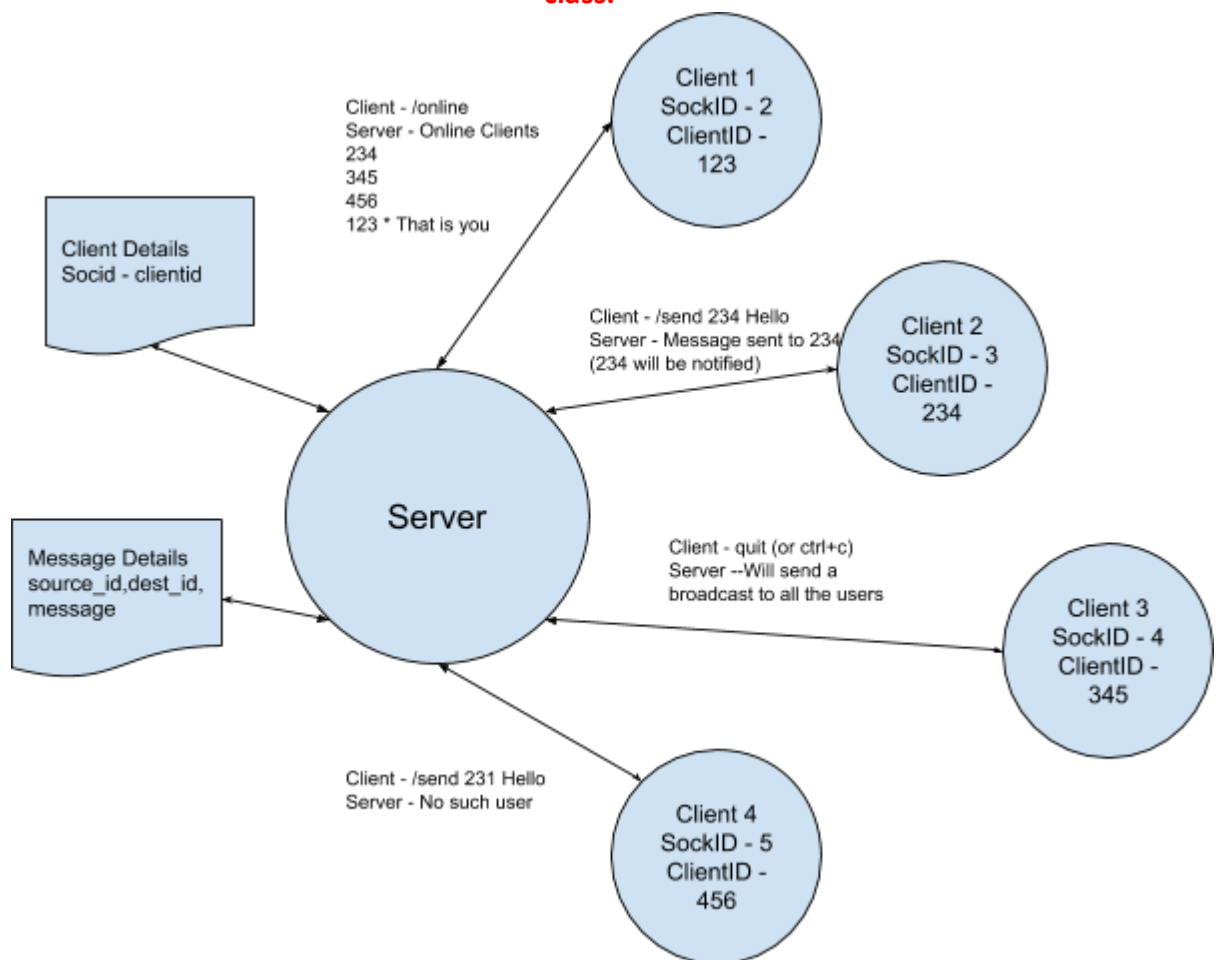 class.
Client 1
SockID - 2
ClientID -
123
Client - /online
Server - Online Clients
234
345
456
123 * That is you
Client Details
Socid - clientid
Client - /send 234 Hello
Server - Message sent to 234
(234 will be notified)
Client 2
SockID - 3
ClientID -
234
Server
Message Details
source_id,dest_id,
message
Client - quit (or ctrl+c)
Server --Will send a
broadcast to all the users
Client 3
SockID - 4
ClientID -
345
Client - /send 231 Hello
Server - No such user
Client 4
SockID - 5
ClientID -
456